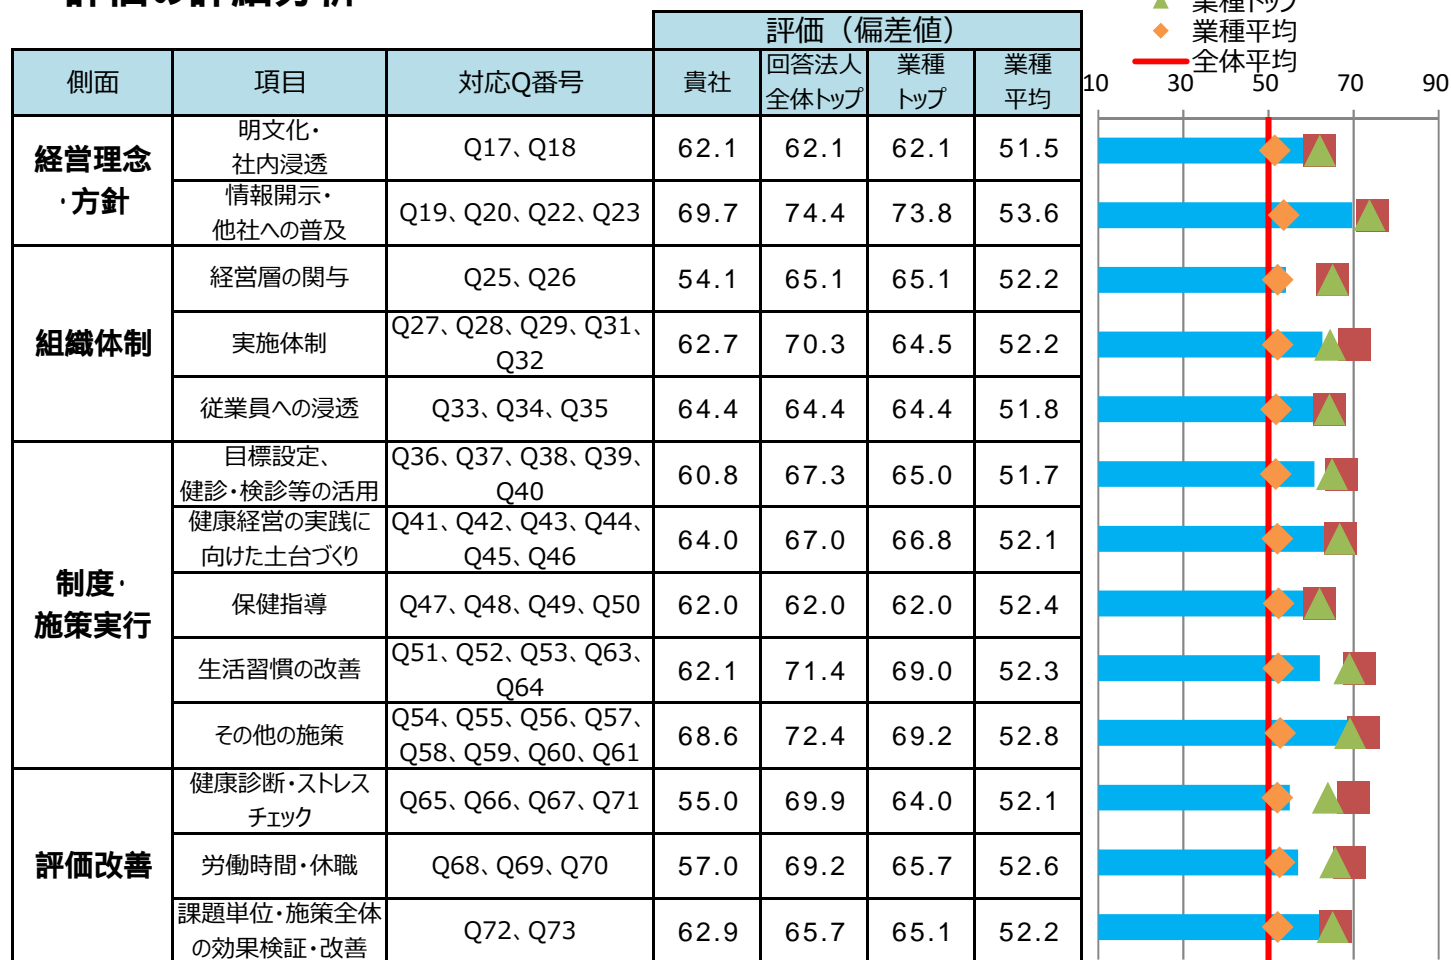 評価の詳細分析
業種トップ
業種平均
全体平均
評価（偏差値）
側面 項目 対応Q番号 貴社 回答法人 業種 業種
全体トップ トップ 平均
10 30 50 70 90
経営理念
・方針
明文化・
社内浸透
Q17、Q18
62.1 62.1 62.1 51.5
情報開示・
他社への普及
Q19、Q20、Q22、Q23
69.7 74.4 73.8 53.6
組織体制
経営層の関与
Q25、Q26
54.1 65.1 65.1 52.2
実施体制
Q27、Q28、Q29、Q31、
Q32
62.7 70.3 64.5 52.2
従業員への浸透
Q33、Q34、Q35
64.4 64.4 64.4 51.8
制度・
施策実行
目標設定、
健診・検診等の活用
Q36、Q37、Q38、Q39、
Q40
60.8 67.3 65.0 51.7
健康経営の実践に
向けた土台づくり
Q41、Q42、Q43、Q44、
Q45、Q46
64.0 67.0 66.8 52.1
保健指導
Q47、Q48、Q49、Q50
62.0 62.0 62.0 52.4
生活習慣の改善
Q51、Q52、Q53、Q63、
Q64
62.1 71.4 69.0 52.3
その他の施策
Q54、Q55、Q56、Q57、
Q58、Q59、Q60、Q61
68.6 72.4 69.2 52.8
評価改善
健康診断・ストレス
チェック
Q65、Q66、Q67、Q71
55.0 69.9 64.0 52.1
労働時間・休職
Q68、Q69、Q70
57.0 69.2 65.7 52.6
課題単位・施策全体
の効果検証・改善
Q72、Q73
62.9 65.7 65.1 52.2